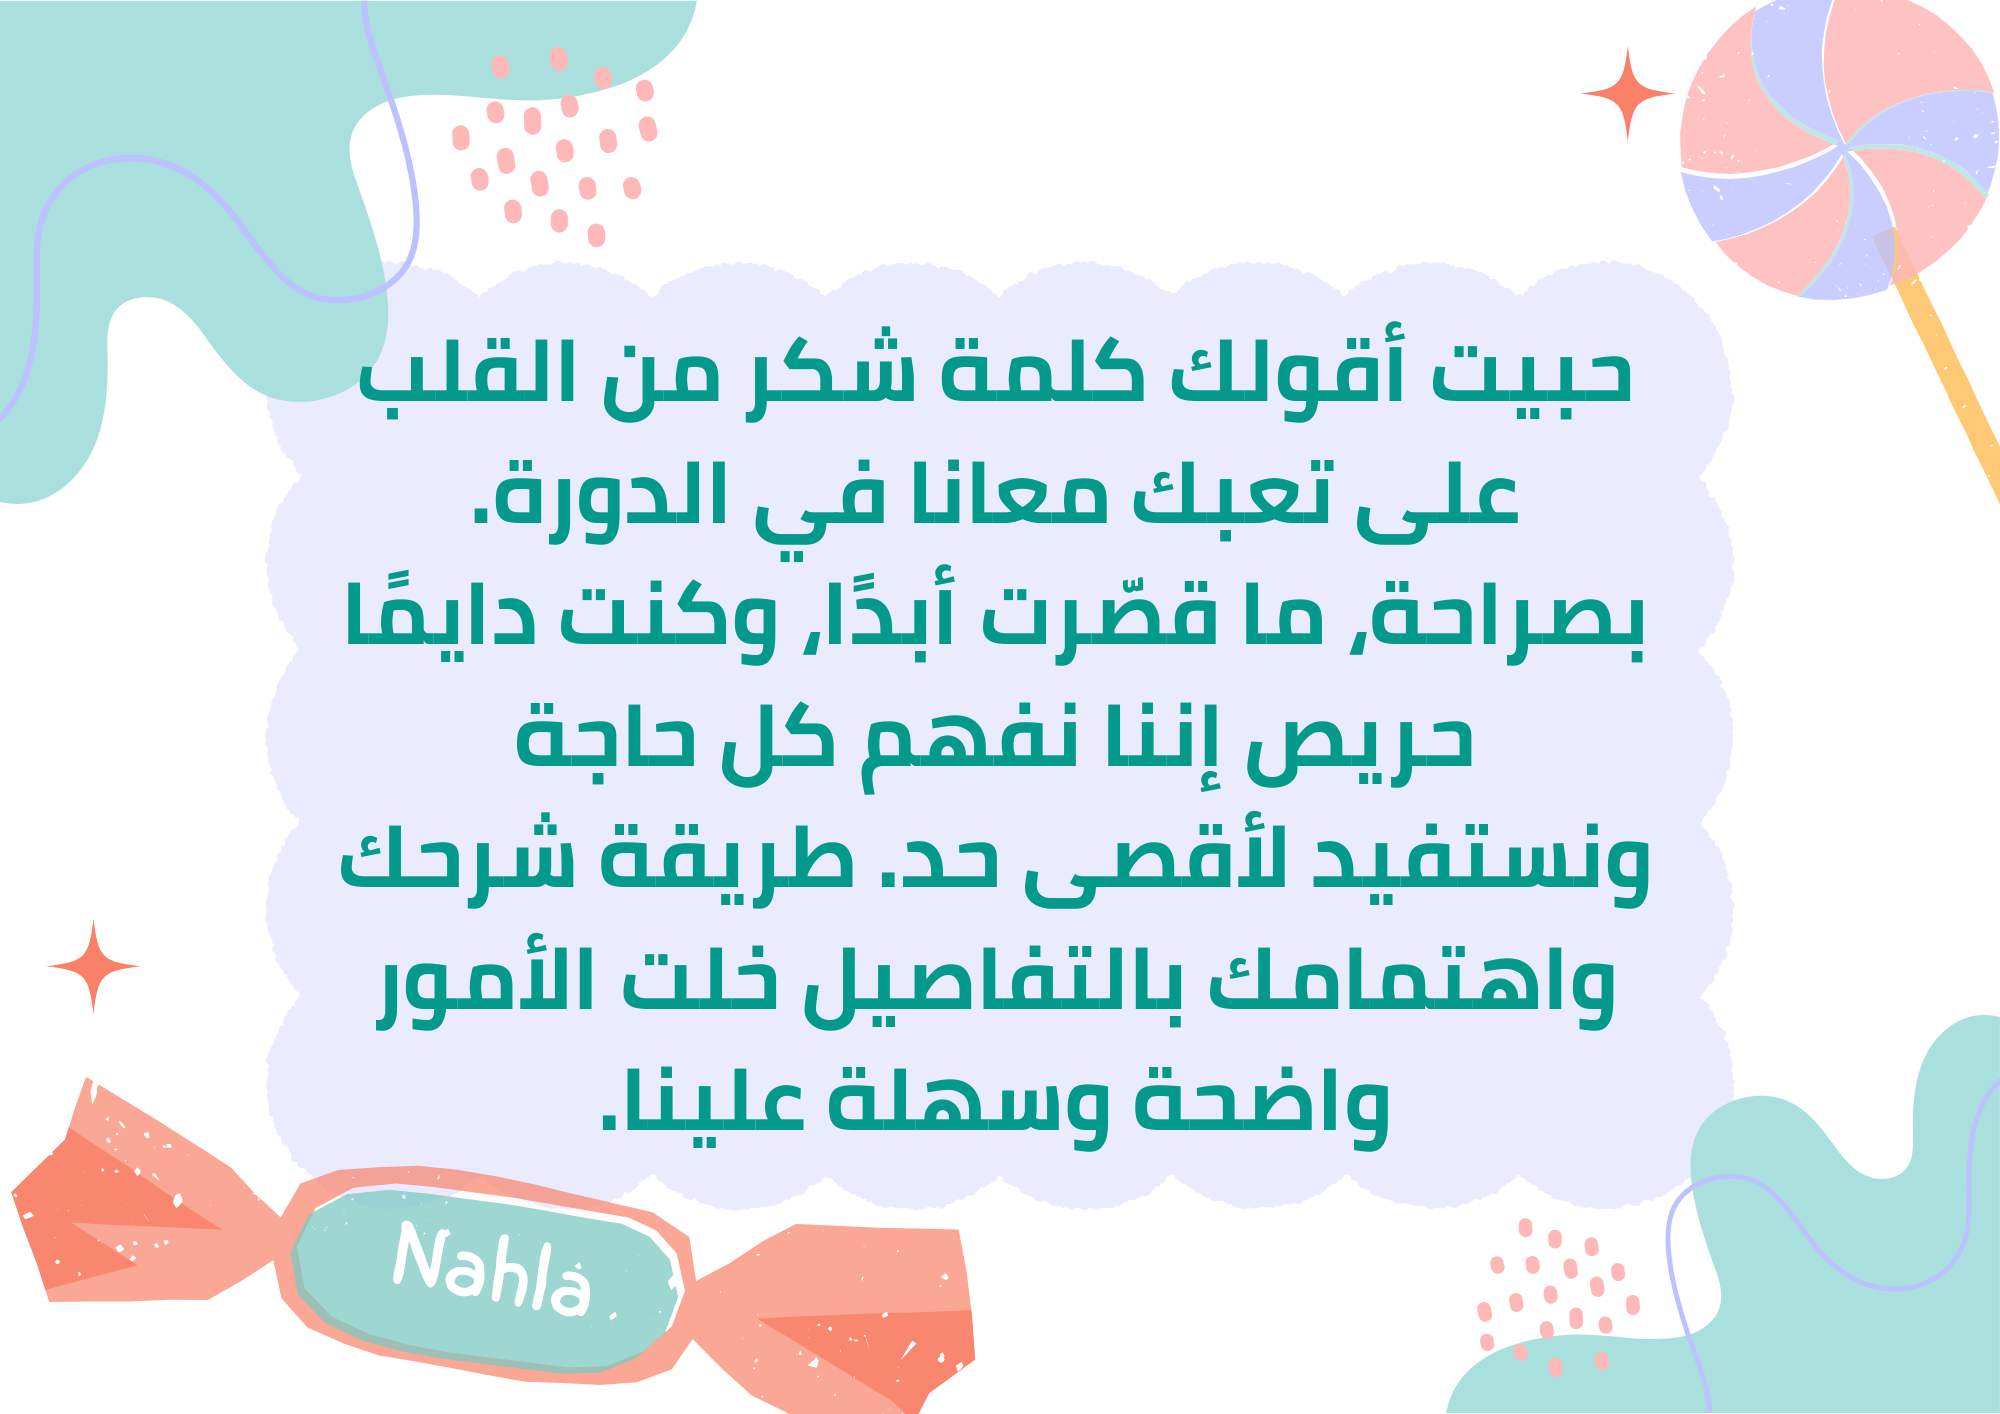 حبيت أقولك كلمة شكر من القلب
على تعبك معانا في الدورة.
بصراحة، ما قصّرت أبدًا، وكنت دايمًا
حريص إننا نفهم كل حاجة
ونستفيد لأقصى حد. طريقة شرحك
واهتمامك بالتفاصيل خلت الأمور
واضحة وسهلة علينا.
Nahla